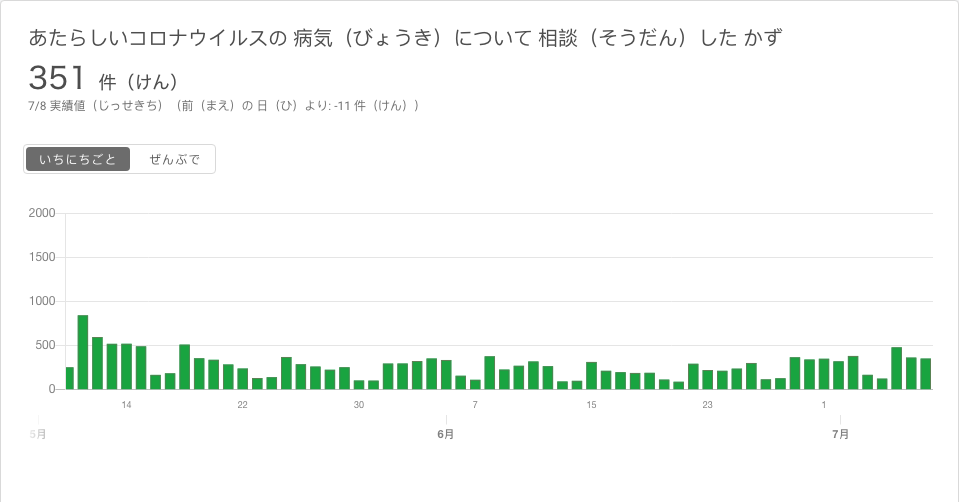 あたらしいコロナウイルスの 病気（びょうき）について 相談（そうだん）した かず
351 件（けん）
7/8 実績値（じっせきち）（前（まえ）の 日（ひ）より: -11 件（けん））
いちにちごと ぜんぶで
2000
1500
1000
500
0
14 22 30 7 15 23 1
5月 6月 7月